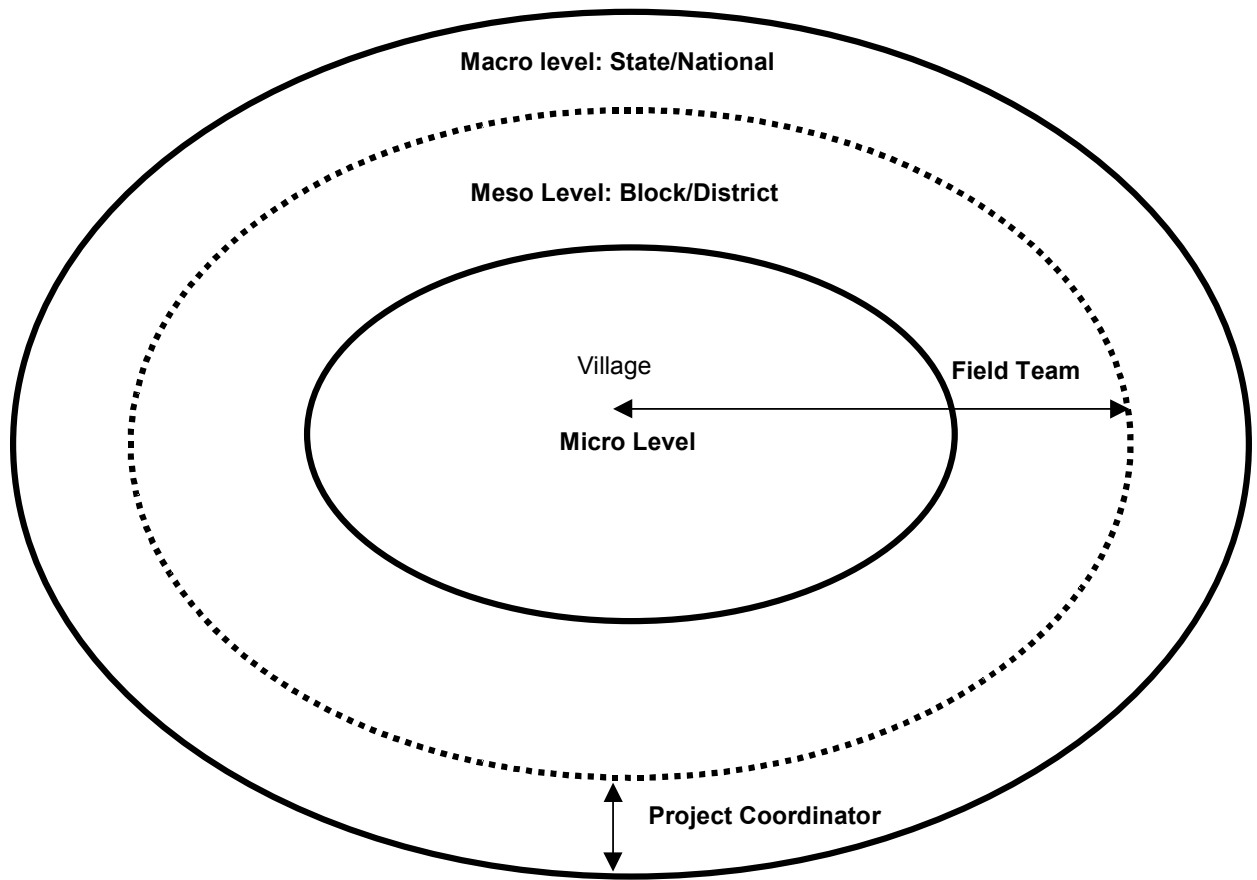 Macro level: State/National
Meso Level: Block/District
Village
Field Team
Micro Level
Project Coordinator